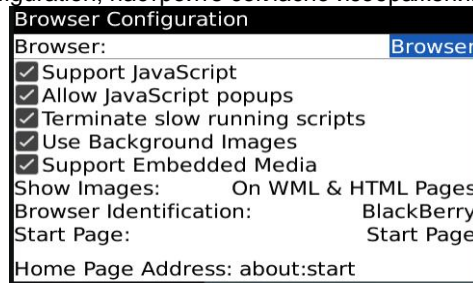 Browser Configuration
Browser: Browser
Support JavaScript
Allow JavaScript popups
Terminate slow running scripts
Use Background Images
Support Embedded Media
Show Images: On WML & HTML Pages
Browser Identification: BlackBerry
Start Page: Start Page
Home Page Address: about:start